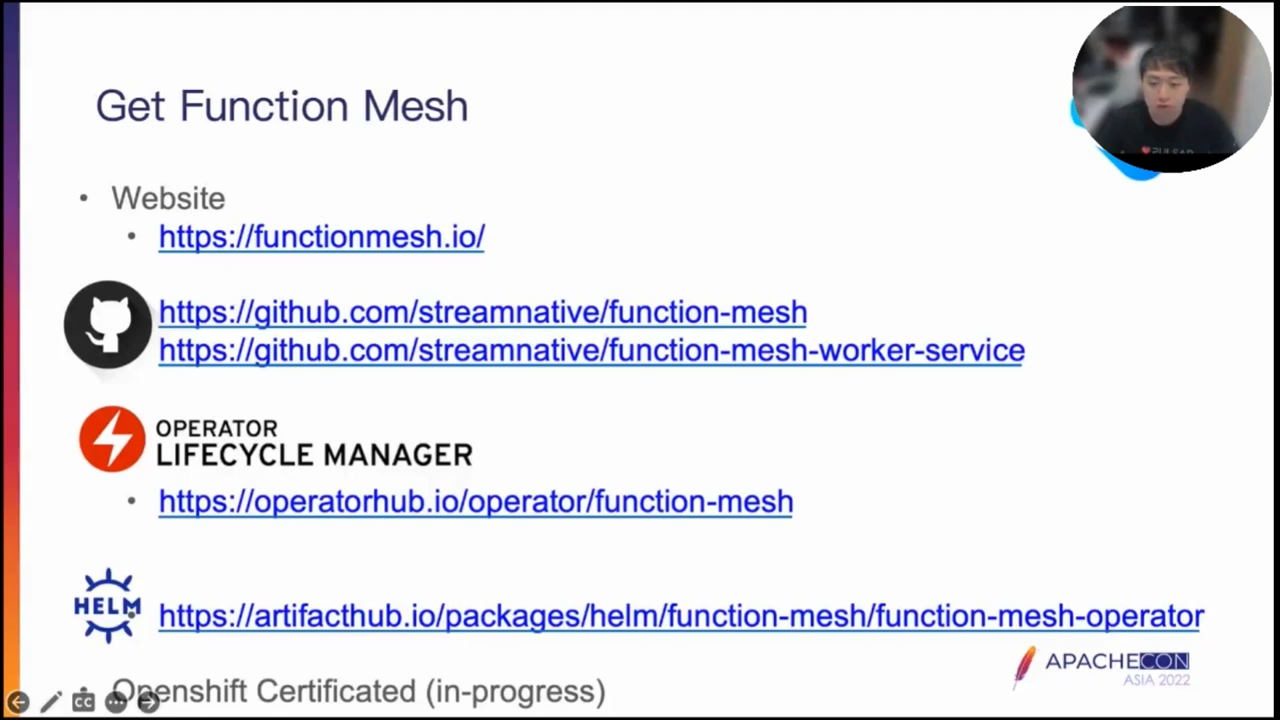 Get Function Mesh
• Website
• https://functionmesh.io/
https://github.com/streamnative/function-mesh
https://github.com/streamnative/function-mesh-worker-service
OPERATOR
LIFECYCLE MANAGER
• https://operatorhub.io/operator/function-mesh
HELM
• https://artifacthub.io/packages/helm/function-mesh/function-mesh-operator
Openshift Certificated (in-progress)
APACHECON
ASIA 2022
CC
PULSAR